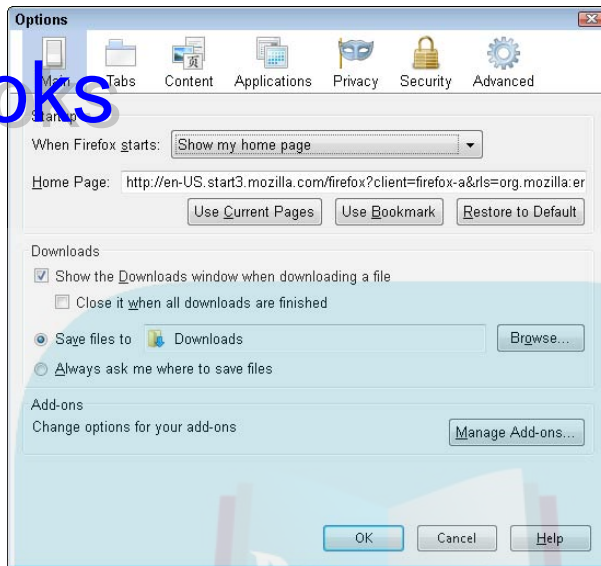 Options
Main Tabs Content Applications Privacy Security Advanced
oks
Startup
When Firefox starts: Show my home page
Home Page: http://en-US.start3.mozilla.com/firefox?client=firefox-a&rls=org.mozilla:er
Use Current Pages Use Bookmark Restore to Default
Downloads
Show the Downloads window when downloading a file
Close it when all downloads are finished
Save files to Downloads Browse...
Always ask me where to save files
Add-ons
Change options for your add-ons Manage Add-ons...
OK Cancel Help